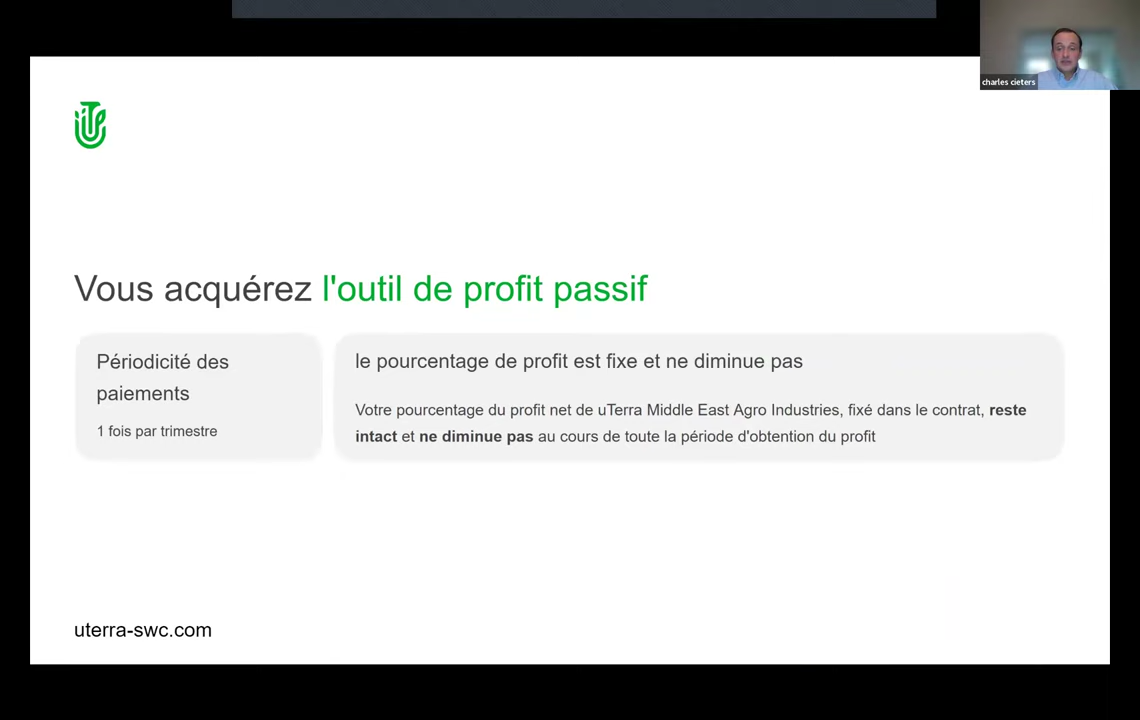 charles cieters
Vous acquérez l'outil de profit passif
Périodicité des
paiements
1 fois par trimestre
le pourcentage de profit est fixe et ne diminue pas
Votre pourcentage du profit net de uTerra Middle East Agro Industries, fixé dans le contrat, reste
intact et ne diminue pas au cours de toute la période d'obtention du profit
uterra-swc.com